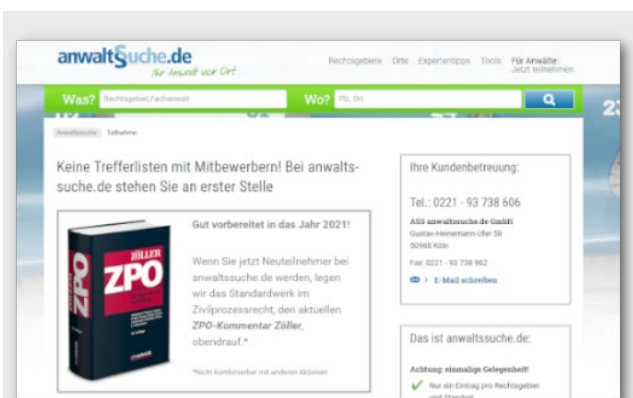 anwaltSuche.de
Ihr Anwalt vor Ort
Rechtsgebiete Orte Expertentipps Tools Für Anwälte:
Jetzt teilnehmen
Was? Rechtsgebiet,Fachanwalt Wo? Plz, Ort
Anwaltssuche Teilnahme
Keine Trefferlisten mit Mitbewerbern! Bei anwalts-
suche.de stehen Sie an erster Stelle
ZÖLLER
ZPO
ZÖLLER
ZPO
Gut vorbereitet in das Jahr 2021!
Wenn Sie jetzt Neuteilnehmer bei
anwaltssuche.de werden, legen
wir das Standardwerk im
Zivilprozessrecht, den aktuellen
ZPO-Kommentar Zöller,
obendrauf.*
*Nicht kombinierbar mit anderen Aktionen
Ihre Kundenbetreuung:
Tel.: 0221 - 93 738 606
ASS anwaltssuche.de GmbH
Gustav-Heinemann-Ufer 58
50968 Köln
Fax: 0221 - 93 738 962
> E-Mail schreiben
Das ist anwaltssuche.de:
Achtung: einmalige Gelegenheit!
Nur ein Eintrag pro Rechtsgebiet
und Standort